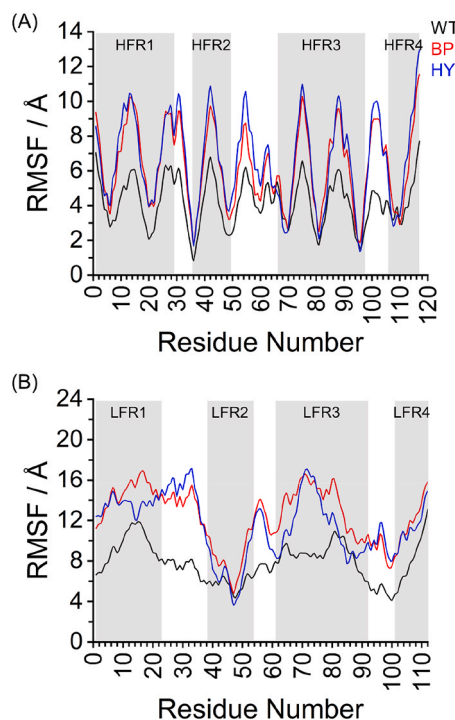 (A)
WT
BP
HY
HFR1 HFR2 HFR3 HFR4
14
12
10
8
6
4
2
0
RMSF / Å
0 10 20 30 40 50 60 70 80 90 100 110 120
Residue Number
(B)
LFR1 LFR2 LFR3 LFR4
24
20
16
12
8
4
0
RMSF / Å
0 10 20 30 40 50 60 70 80 90 100 110
Residue Number